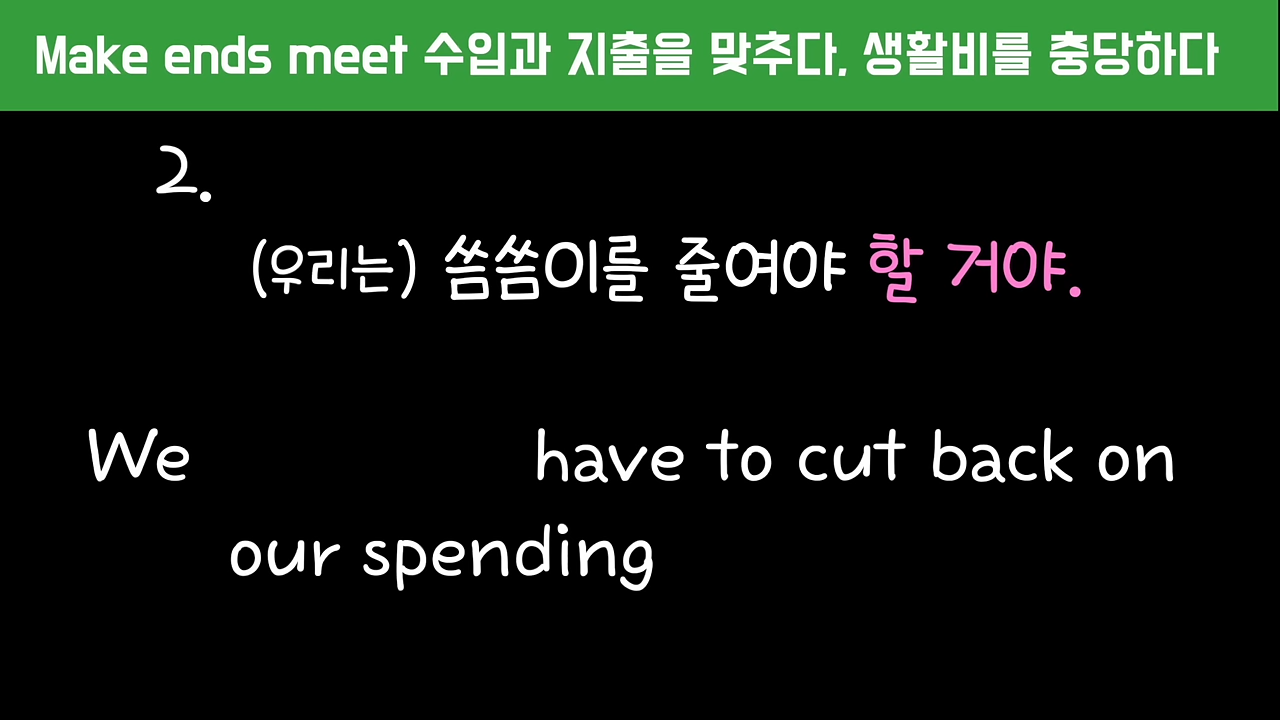 Make ends meet 수입과 지출을 맞추다, 생활비를 충당하다
2.
(우리는) 씀씀이를 줄여야 할 거야.
We have to cut back on
our spending